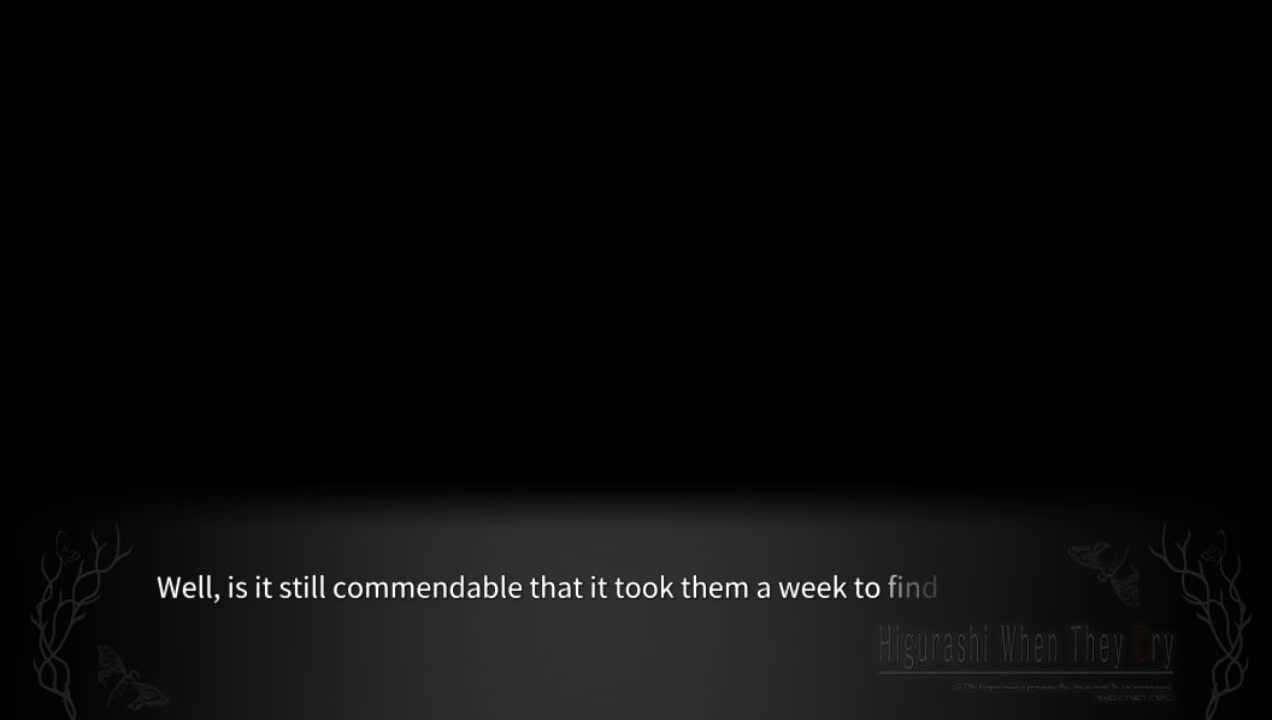 Well, is it still commendable that it took them a week to find
Higurashi When They Cry